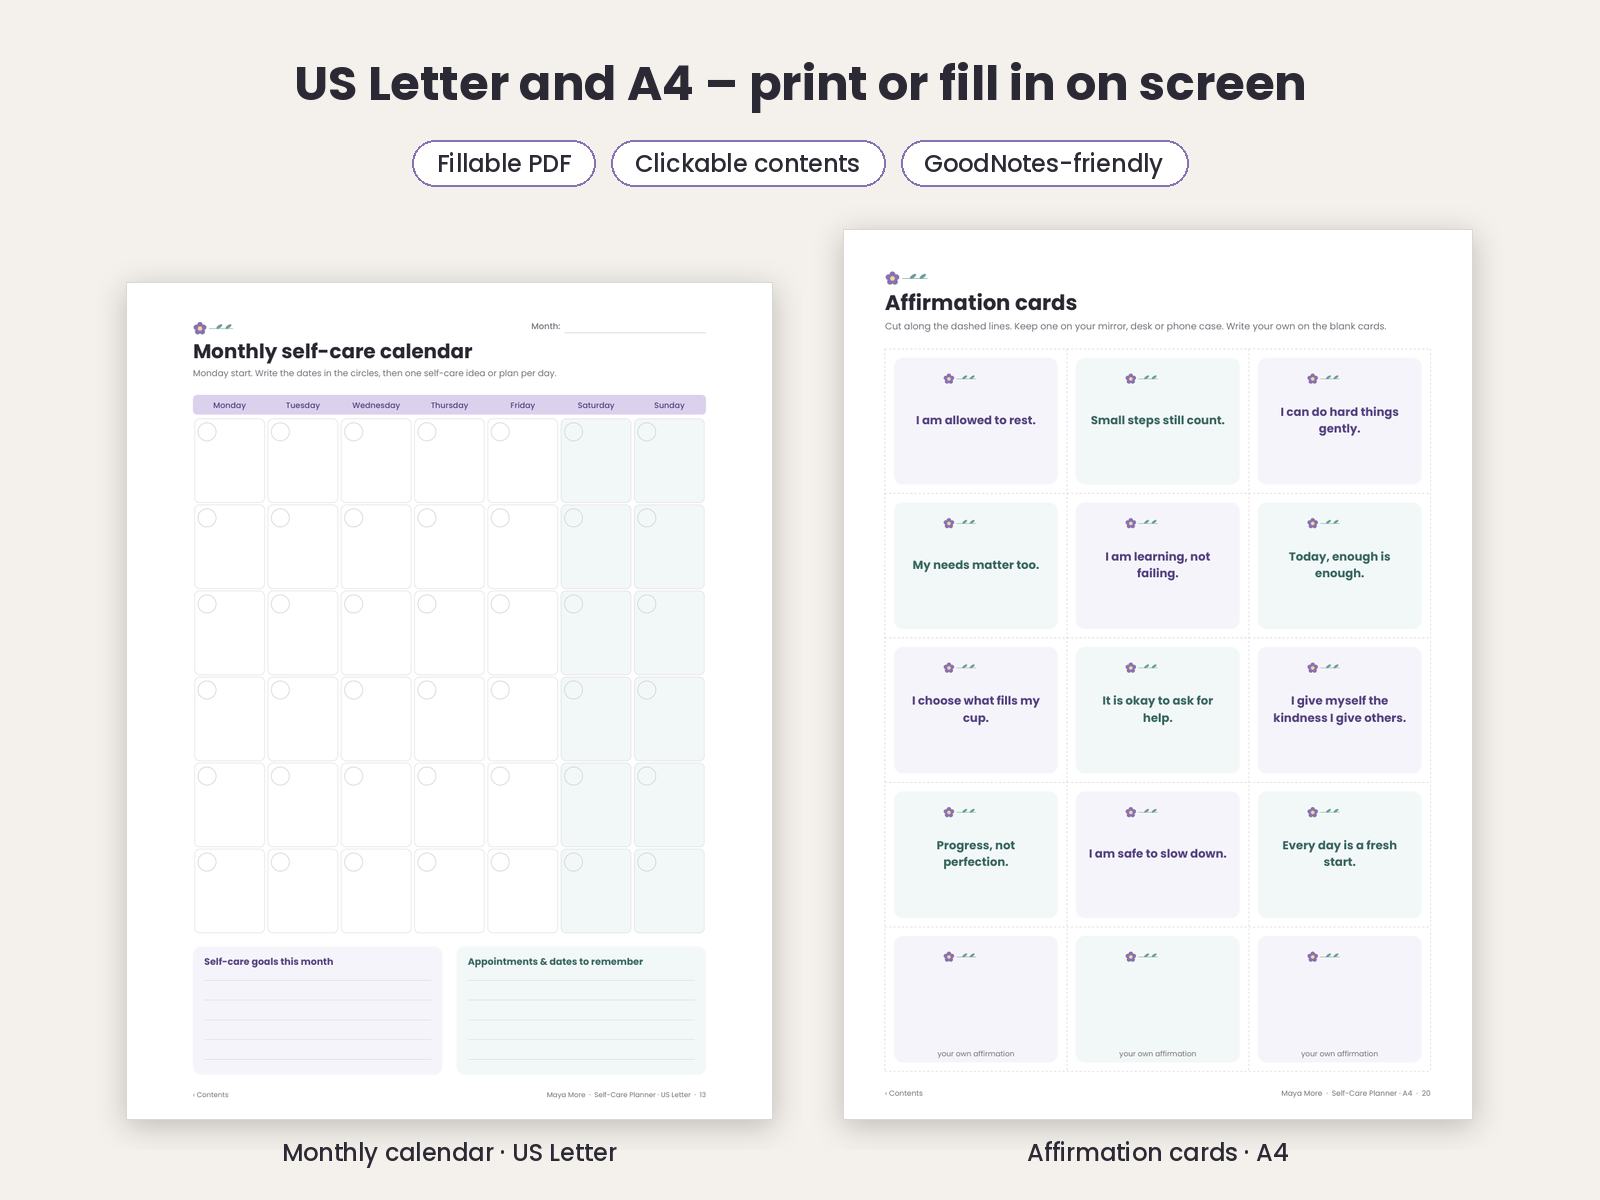 US Letter and A4 – print or fill in on screen
Fillable PDF
Clickable contents
GoodNotes-friendly
Month:
Monthly self-care calendar
Monday start. Write the dates in the circles, then one self-care idea or plan per day.
Monday Tuesday Wednesday Thursday Friday Saturday Sunday
Self-care goals this month
Appointments & dates to remember
‹ Contents
Maya More · Self-Care Planner · US Letter · 13
Monthly calendar · US Letter
Affirmation cards
Cut along the dashed lines. Keep one on your mirror, desk or phone case. Write your own on the blank cards.
I am allowed to rest.
Small steps still count.
I can do hard things
gently.
My needs matter too.
I am learning, not
failing.
Today, enough is
enough.
I choose what fills my
cup.
It is okay to ask for
help.
I give myself the
kindness I give others.
Progress, not
perfection.
I am safe to slow down.
Every day is a fresh
start.
your own affirmation
your own affirmation
your own affirmation
‹ Contents
Maya More · Self-Care Planner · A4 · 20
Affirmation cards · A4